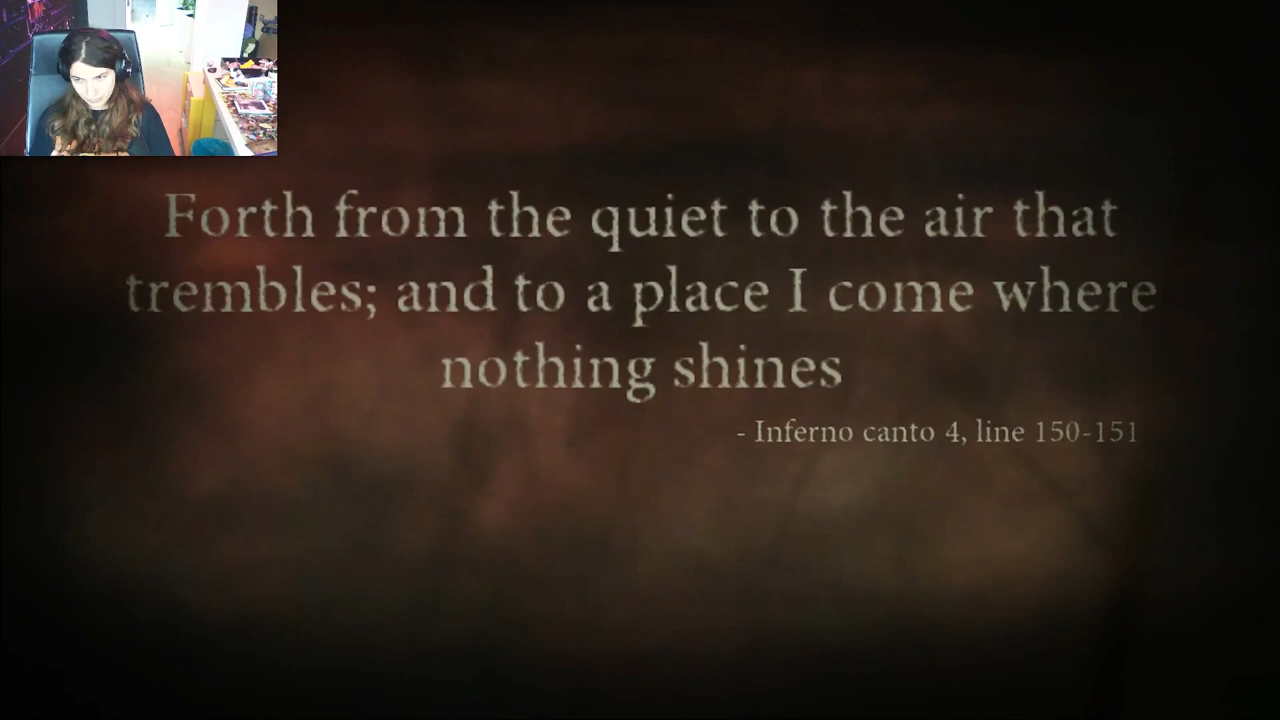 Forth from the quiet to the air that
trembles; and to a place I come where
nothing shines
- Inferno canto 4, line 150-151